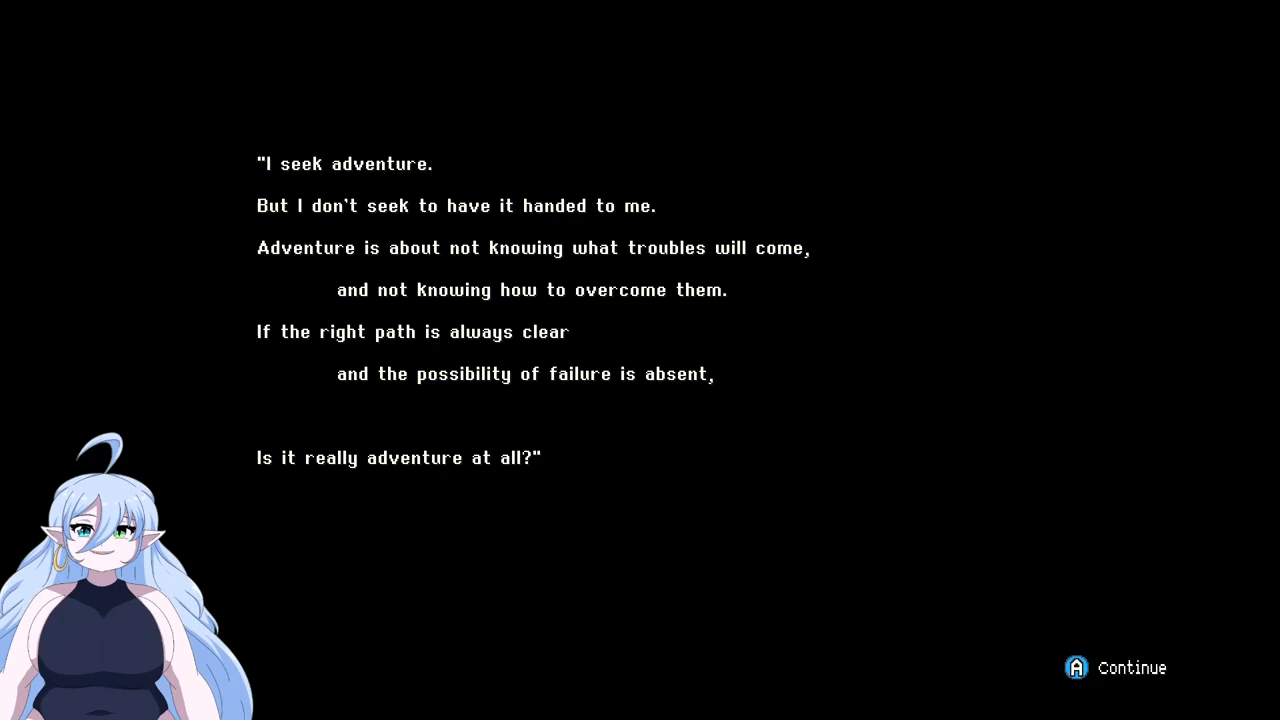 "I seek adventure.
But I don't seek to have it handed to me.
Adventure is about not knowing what troubles will come,
and not knowing how to overcome them.
If the right path is always clear
and the possibility of failure is absent,
Is it really adventure at all?"
A Continue